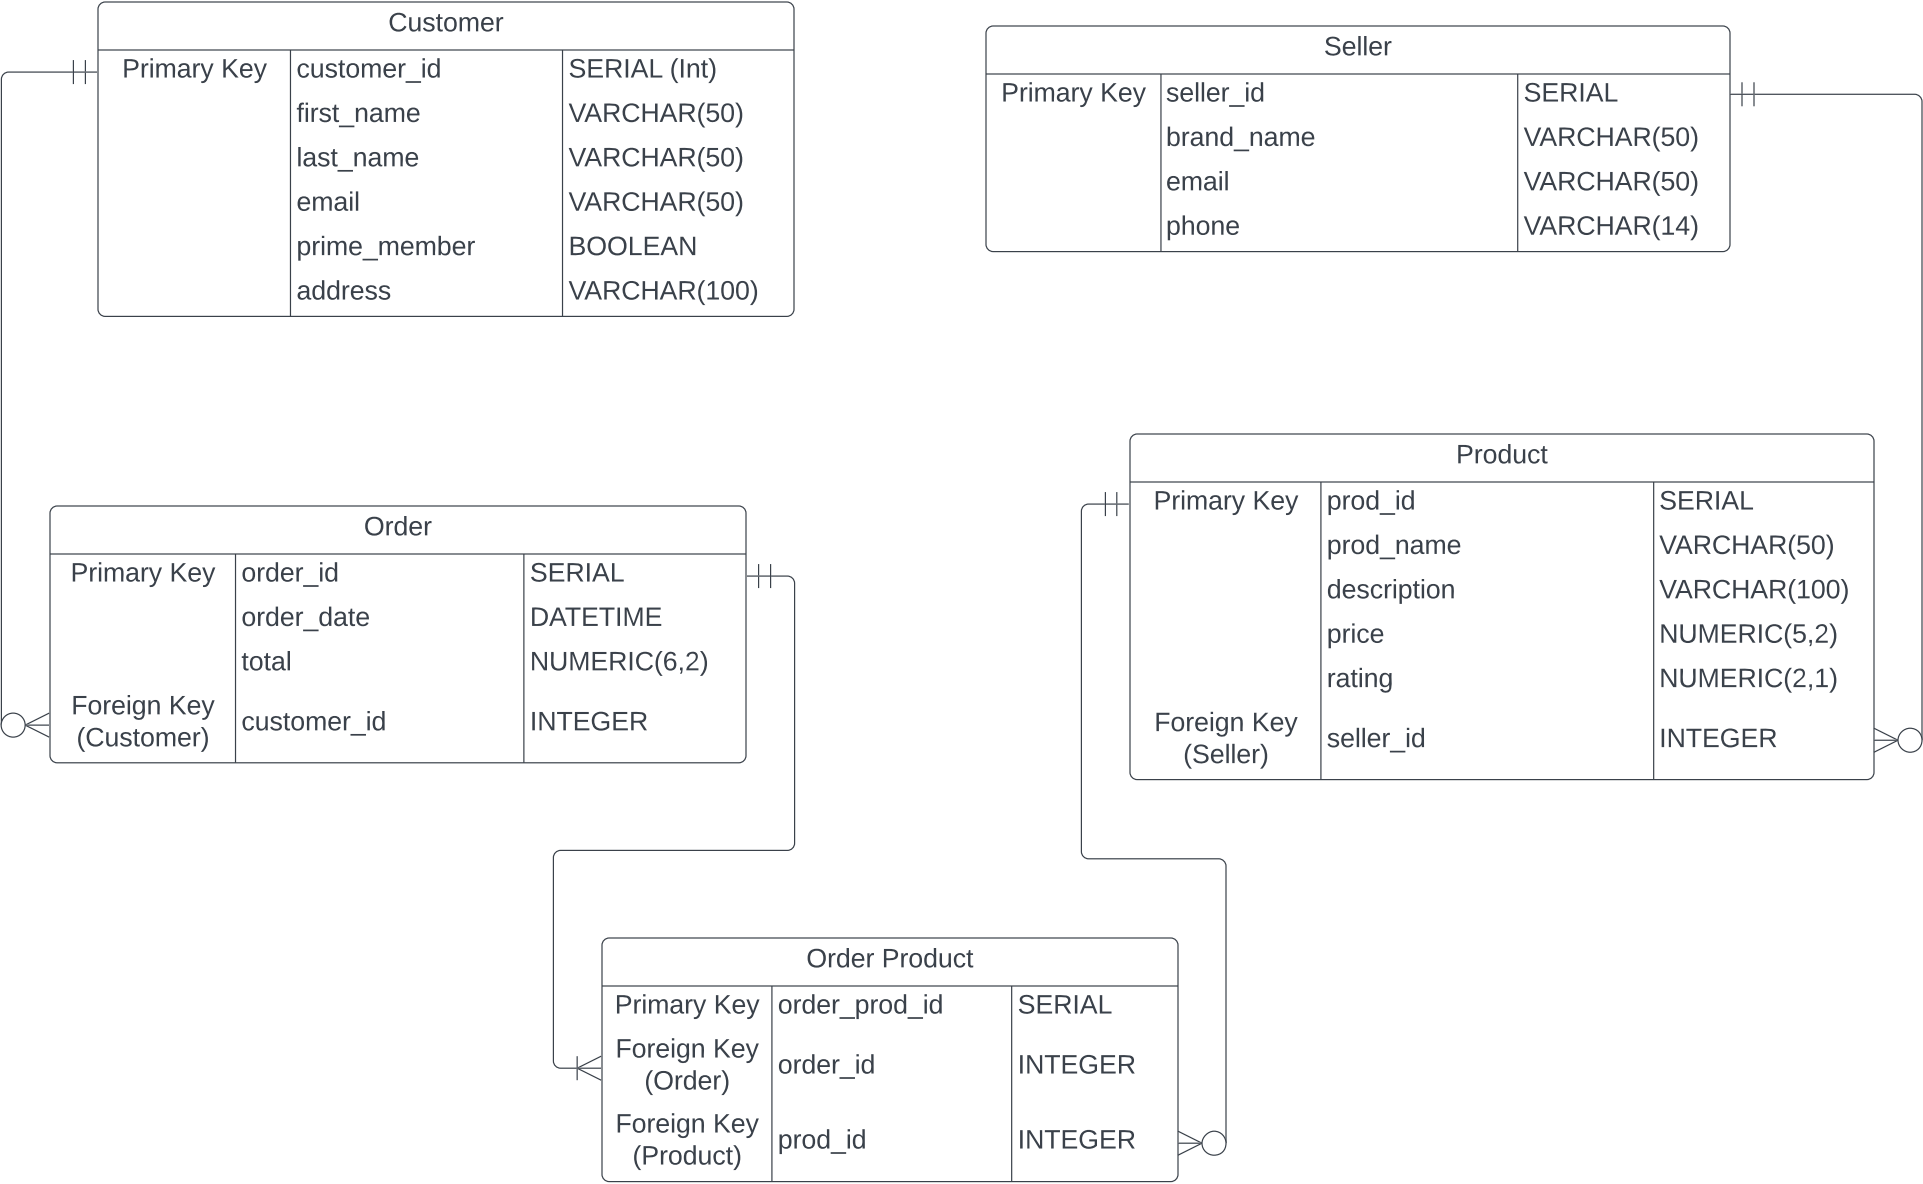 Customer
Primary Key customer_id SERIAL (Int)
first_name VARCHAR(50)
last_name VARCHAR(50)
email VARCHAR(50)
prime_member BOOLEAN
address VARCHAR(100)
Seller
Primary Key seller_id SERIAL
brand_name VARCHAR(50)
email VARCHAR(50)
phone VARCHAR(14)
Order
Primary Key order_id SERIAL
order_date DATETIME
total NUMERIC(6,2)
Foreign Key
(Customer) customer_id INTEGER
Product
Primary Key prod_id SERIAL
prod_name VARCHAR(50)
description VARCHAR(100)
price NUMERIC(5,2)
rating NUMERIC(2,1)
Foreign Key
(Seller) seller_id INTEGER
Order Product
Primary Key order_prod_id SERIAL
Foreign Key
(Order) order_id INTEGER
Foreign Key
(Product) prod_id INTEGER